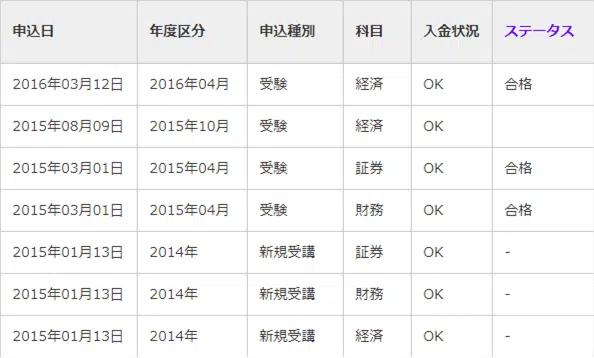 申込日 年度区分 申込種別 科目 入金状況 ステータス
2016年03月12日 2016年04月 受験 経済 OK 合格
2015年08月09日 2015年10月 受験 経済 OK
2015年03月01日 2015年04月 受験 証券 OK 合格
2015年03月01日 2015年04月 受験 財務 OK 合格
2015年01月13日 2014年 新規受講 証券 OK -
2015年01月13日 2014年 新規受講 財務 OK -
2015年01月13日 2014年 新規受講 経済 OK -